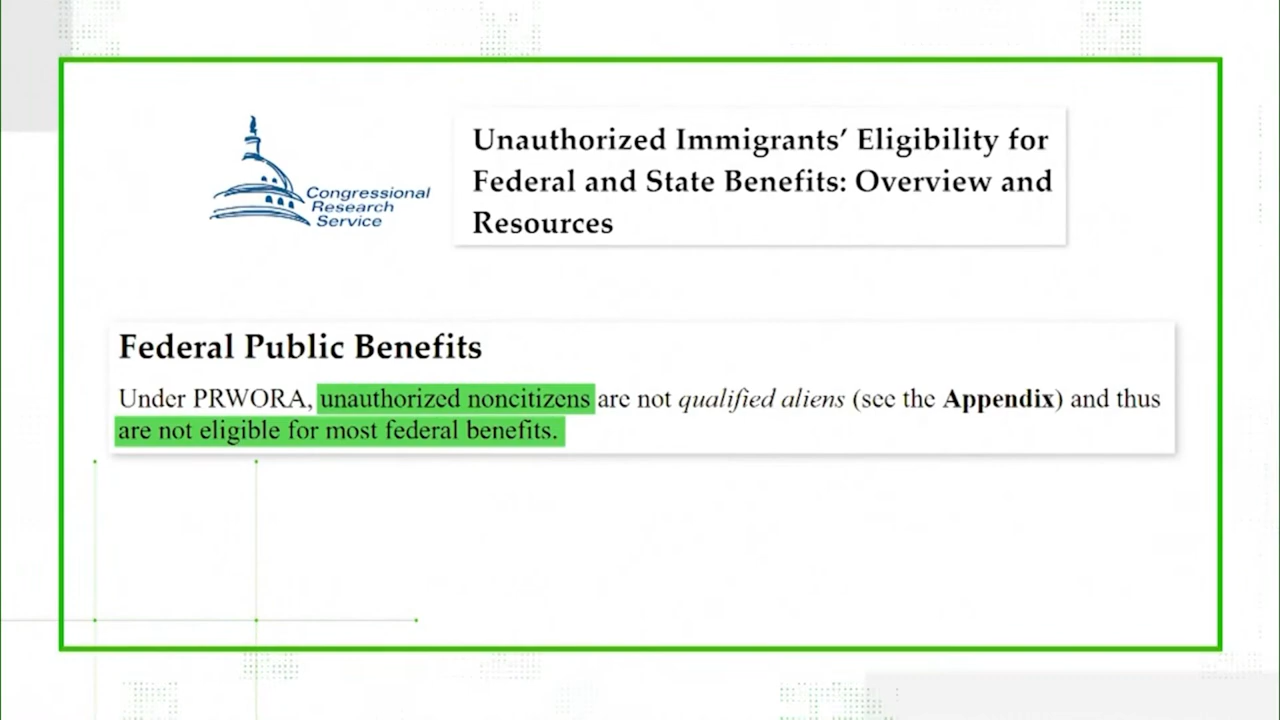 Congressional
Research
Service
Unauthorized Immigrants’ Eligibility for
Federal and State Benefits: Overview and
Resources
Federal Public Benefits
Under PRWORA, unauthorized noncitizens are not qualified aliens (see the Appendix) and thus
are not eligible for most federal benefits.